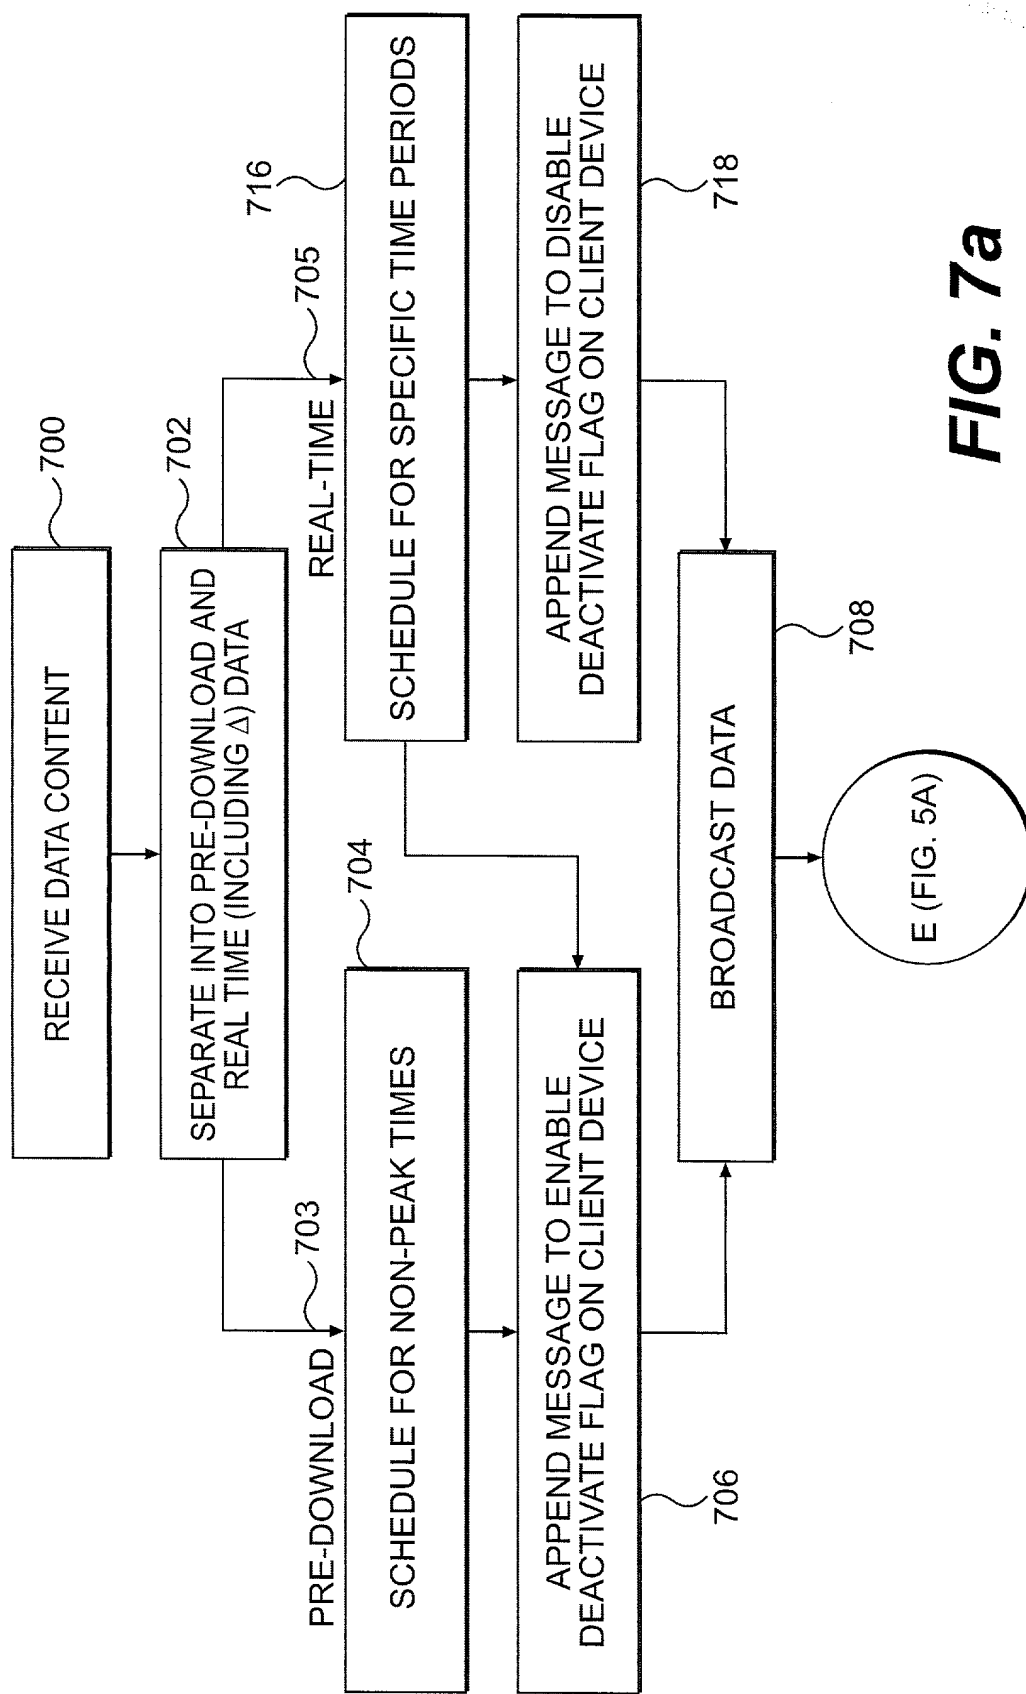 RECEIVE DATA CONTENT
700
SEPARATE INTO PRE-DOWNLOAD AND
REAL TIME (INCLUDING Δ) DATA
702
PRE-DOWNLOAD
703
REAL-TIME
705
SCHEDULE FOR NON-PEAK TIMES
704
SCHEDULE FOR SPECIFIC TIME PERIODS
716
APPEND MESSAGE TO ENABLE
DEACTIVATE FLAG ON CLIENT DEVICE
706
APPEND MESSAGE TO DISABLE
DEACTIVATE FLAG ON CLIENT DEVICE
718
BROADCAST DATA
708
E (FIG. 5A)
FIG. 7a